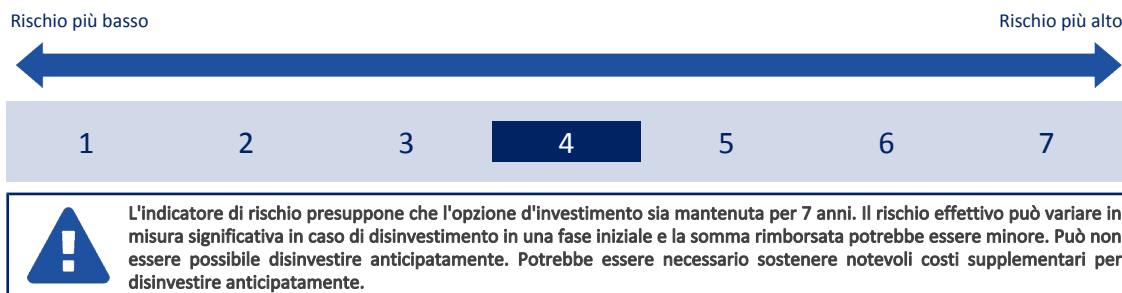 Rischio più basso Rischio più alto
1 2 3 4 5 6 7
L'indicatore di rischio presuppone che l'opzione d'investimento sia mantenuta per 7 anni. Il rischio effettivo può variare in
misura significativa in caso di disinvestimento in una fase iniziale e la somma rimborsata potrebbe essere minore. Può non
essere possibile disinvestire anticipatamente. Potrebbe essere necessario sostenere notevoli costi supplementari per
disinvestire anticipatamente.